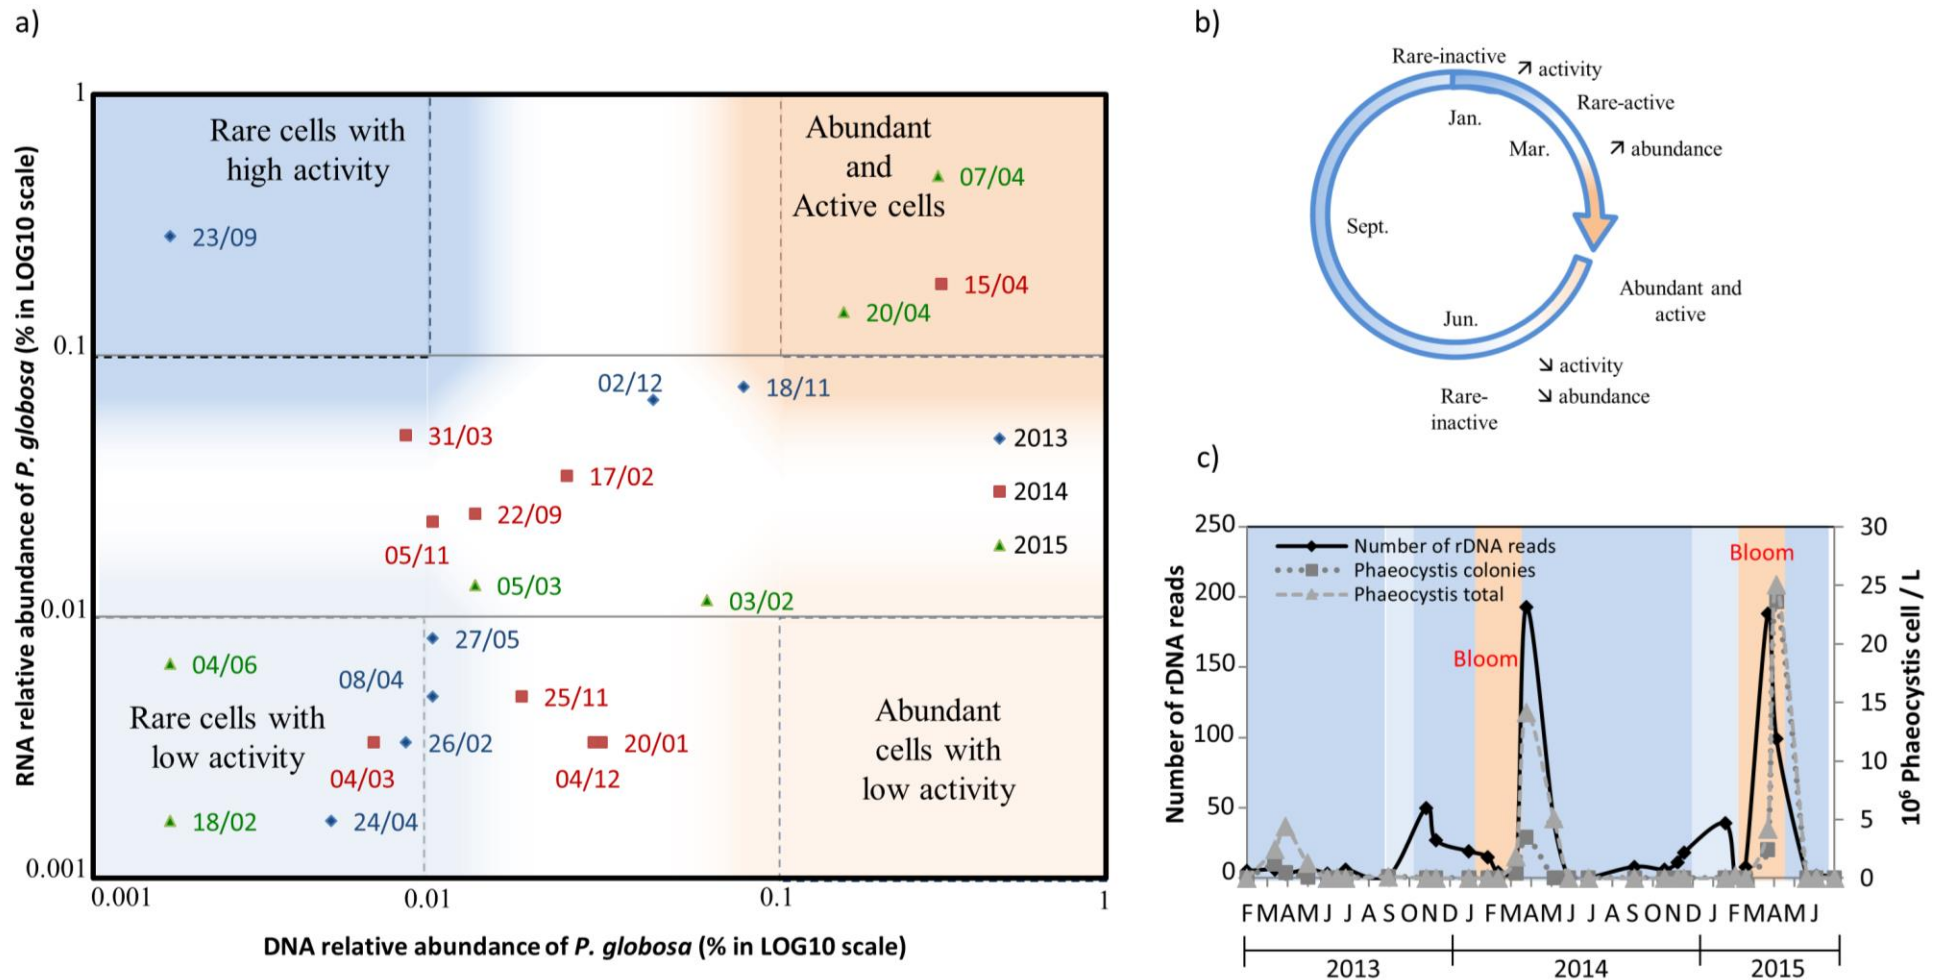 a)
RNA relative abundance of P. globosa (% in LOG10 scale)
1
0.1
0.01
0.001
Rare cells with
high activity
Abundant
and
Active cells
07/04
23/09
15/04
20/04
02/12
18/11
31/03
2013
17/02
2014
22/09
05/11
2015
05/03
03/02
27/05
04/06
08/04
25/11
Rare cells with
low activity
Abundant
cells with
low activity
26/02
20/01
04/03
04/12
18/02
24/04
0.001
0.01
0.1
1
DNA relative abundance of P. globosa (% in LOG10 scale)
b)
Rare-inactive
↗ activity
Rare-active
Jan.
Mar.
↗ abundance
Sept.
Abundant and
active
Jun.
↘ activity
↘ abundance
Rare-
inactive
c)
Number of rDNA reads
250
200
150
100
50
0
Number of rDNA reads
Phaeocystis colonies
Phaeocystis total
Bloom
Bloom
30
25
20
15
10
5
0
10⁶ Phaeocystis cell / L
F M A M J J A S O N D J F M A M J J A S O N D J F M A M J
2013 2014 2015